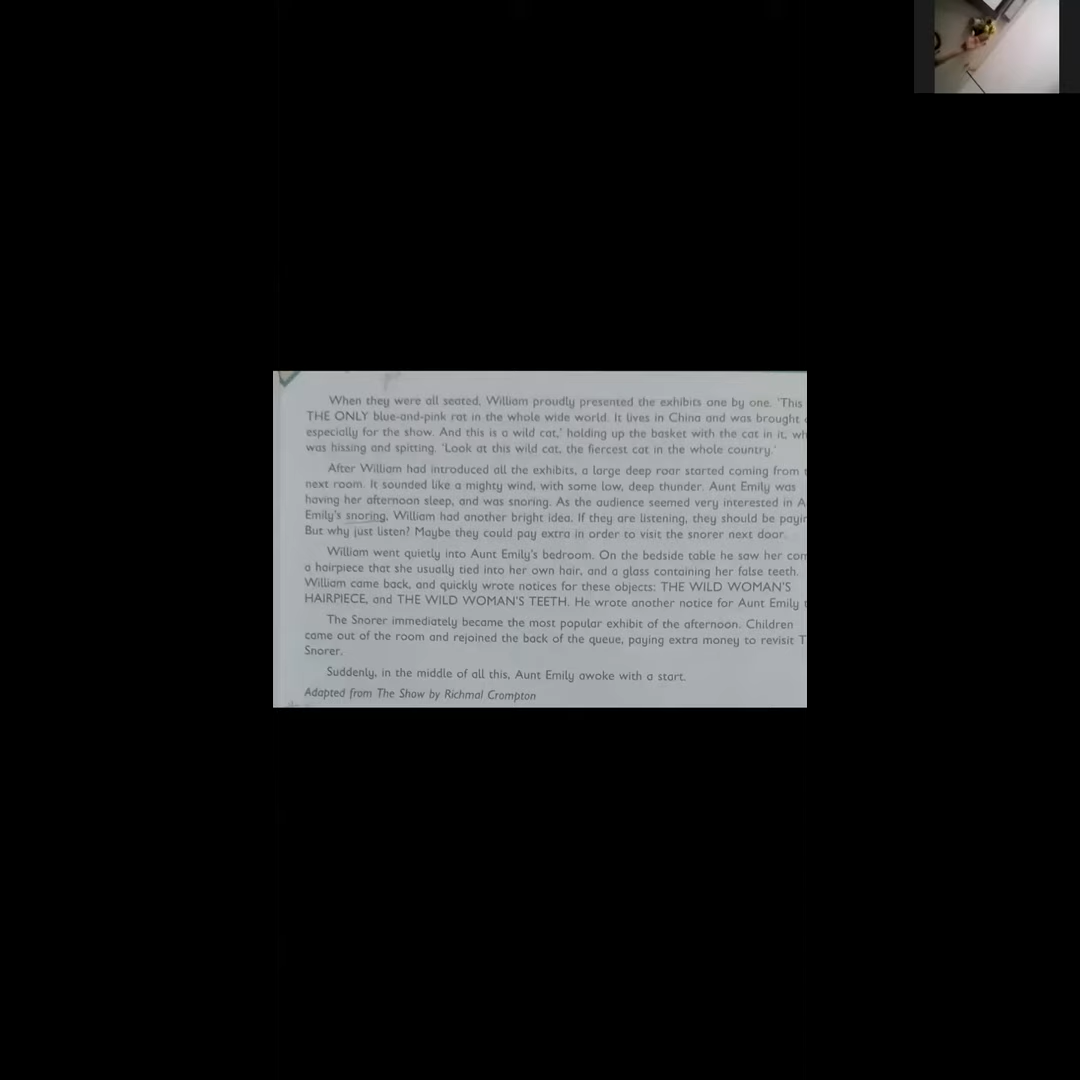 When they were all seated, William proudly presented the exhibits one by one. 'This
THE ONLY blue-and-pink rat in the whole wide world. It lives in China and was brought
especially for the show. And this is a wild cat,' holding up the basket with the cat in it,
was hissing and spitting. 'Look at this wild cat, the fiercest cat in the whole country.'
After William had introduced all the exhibits, a large deep roar started coming from
next room. It sounded like a mighty wind, with some low, deep thunder. Aunt Emily was
having her afternoon sleep, and was snoring. As the audience seemed very interested in
Emily's snoring, William had another bright idea. If they are listening, they should be
But why just listen? Maybe they could pay extra in order to visit the snorer next door.
William went quietly into Aunt Emily's bedroom. On the bedside table he saw her
a hairpiece that she usually tied into her own hair, and a glass containing her false teeth.
William came back, and quickly wrote notices for these objects: THE WILD WOMAN'S
HAIRPIECE, and THE WILD WOMAN'S TEETH. He wrote another notice for Aunt Emily
The Snorer immediately became the most popular exhibit of the afternoon. Children
came out of the room and rejoined the back of the queue, paying extra money to revisit
Snorer.
Suddenly, in the middle of all this, Aunt Emily awoke with a start.
Adapted from The Show by Richmal Crompton